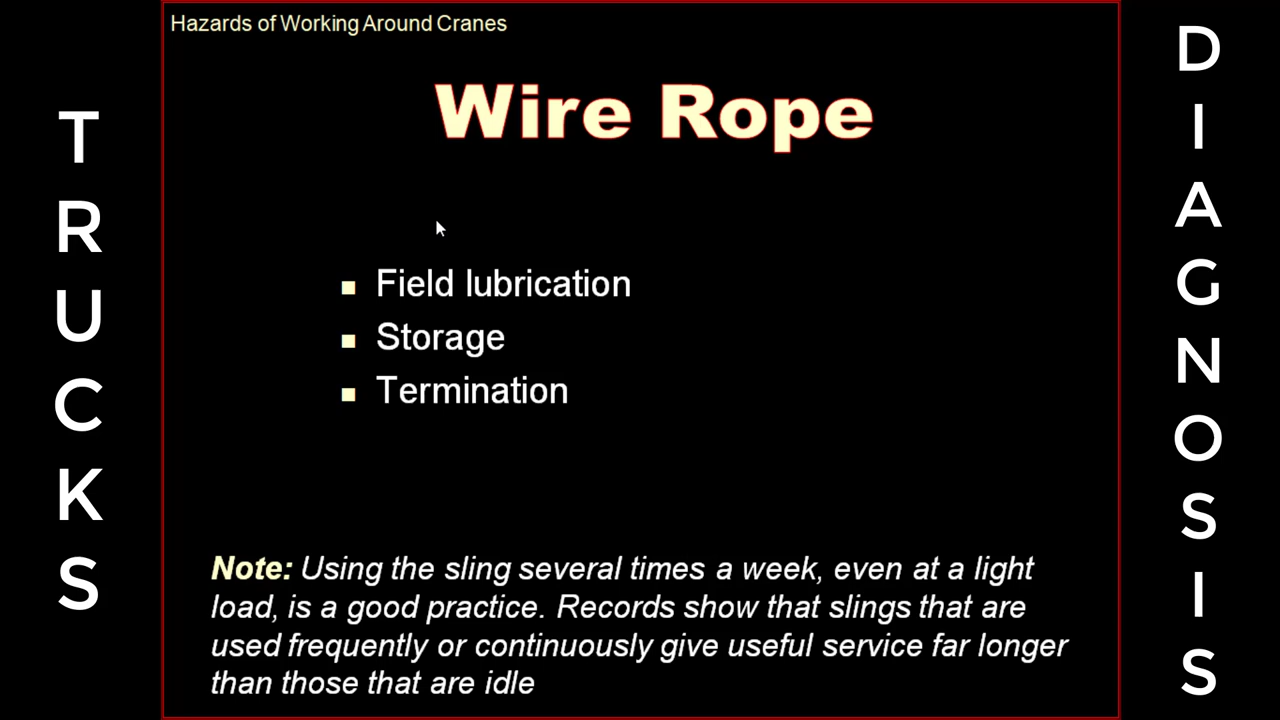 Hazards of Working Around Cranes
Wire Rope
TRUCKS
DIAGNOSIS
Field lubrication
Storage
Termination
Note: Using the sling several times a week, even at a light
load, is a good practice. Records show that slings that are
used frequently or continuously give useful service far longer
than those that are idle